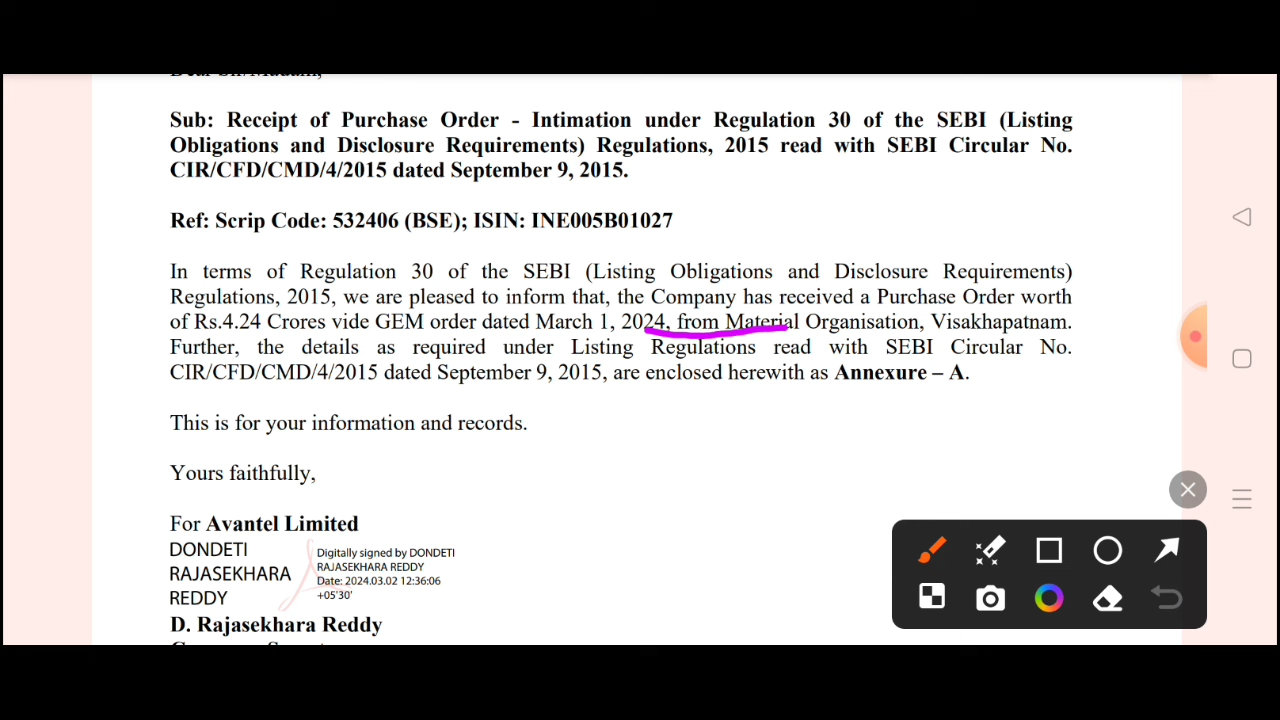 Sub: Receipt of Purchase Order - Intimation under Regulation 30 of the SEBI (Listing
Obligations and Disclosure Requirements) Regulations, 2015 read with SEBI Circular No.
CIR/CFD/CMD/4/2015 dated September 9, 2015.
Ref: Scrip Code: 532406 (BSE); ISIN: INE005B01027
In terms of Regulation 30 of the SEBI (Listing Obligations and Disclosure Requirements)
Regulations, 2015, we are pleased to inform that, the Company has received a Purchase Order worth
of Rs.4.24 Crores vide GEM order dated March 1, 2024, from Material Organisation, Visakhapatnam.
Further, the details as required under Listing Regulations read with SEBI Circular No.
CIR/CFD/CMD/4/2015 dated September 9, 2015, are enclosed herewith as Annexure – A.
This is for your information and records.
Yours faithfully,
For Avantel Limited
DONDETI
RAJASEKHARA
REDDY
Digitally signed by DONDETI
RAJASEKHARA REDDY
Date: 2024.03.02 12:36:06
+05'30'
D. Rajasekhara Reddy